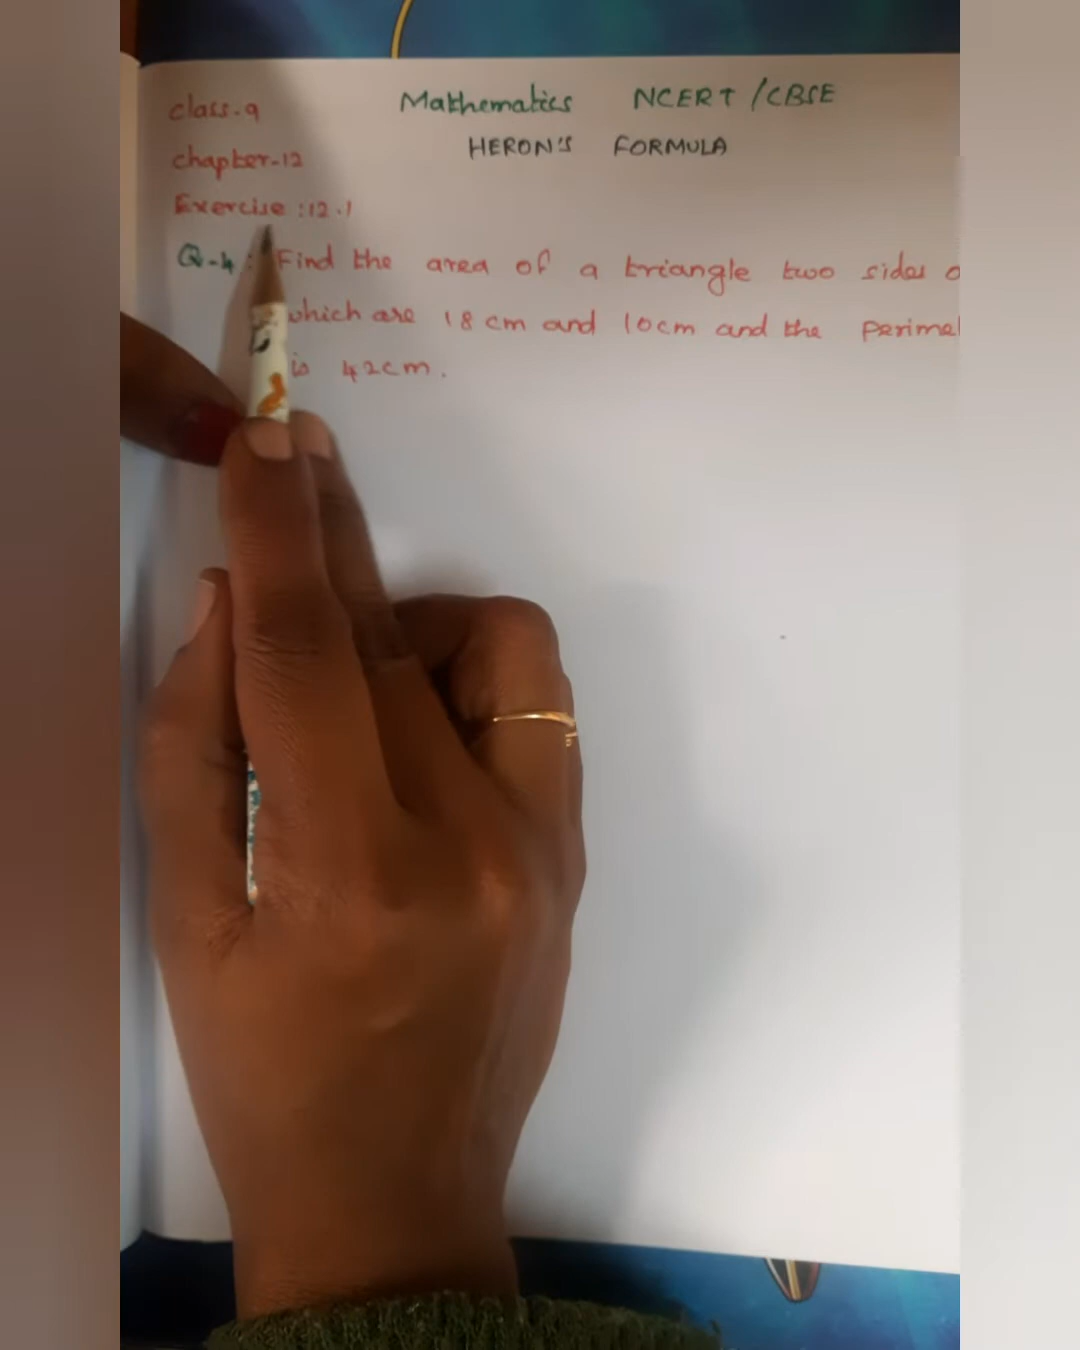 class-9 Mathematics NCERT / CBSE
chapter-12 HERON'S FORMULA
Exercise :12.1
Q-4 : Find the area of a triangle two sides
which are 18 cm and 10cm and the
is 42cm.